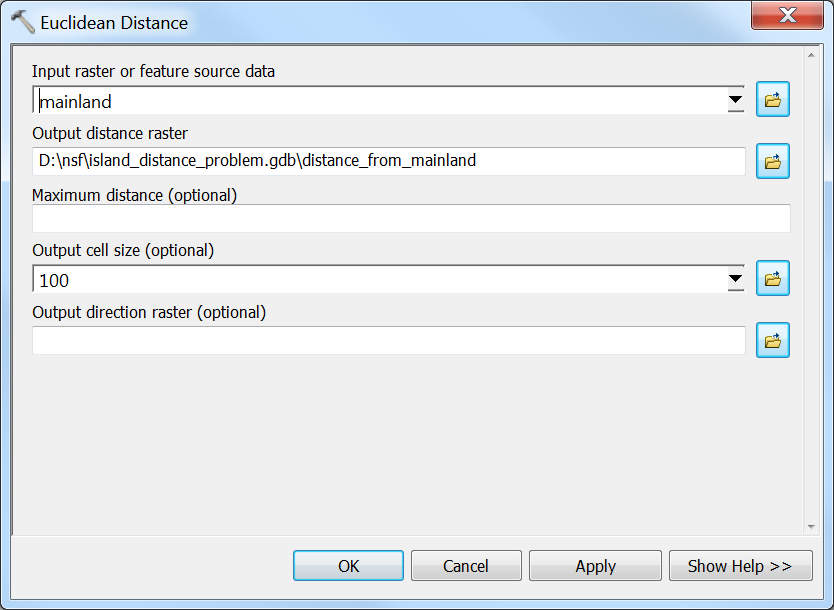 Euclidean Distance
Input raster or feature source data
mainland
Output distance raster
D:\nsf\island_distance_problem.gdb\distance_from_mainland
Maximum distance (optional)
Output cell size (optional)
100
Output direction raster (optional)
OK Cancel Apply Show Help >>